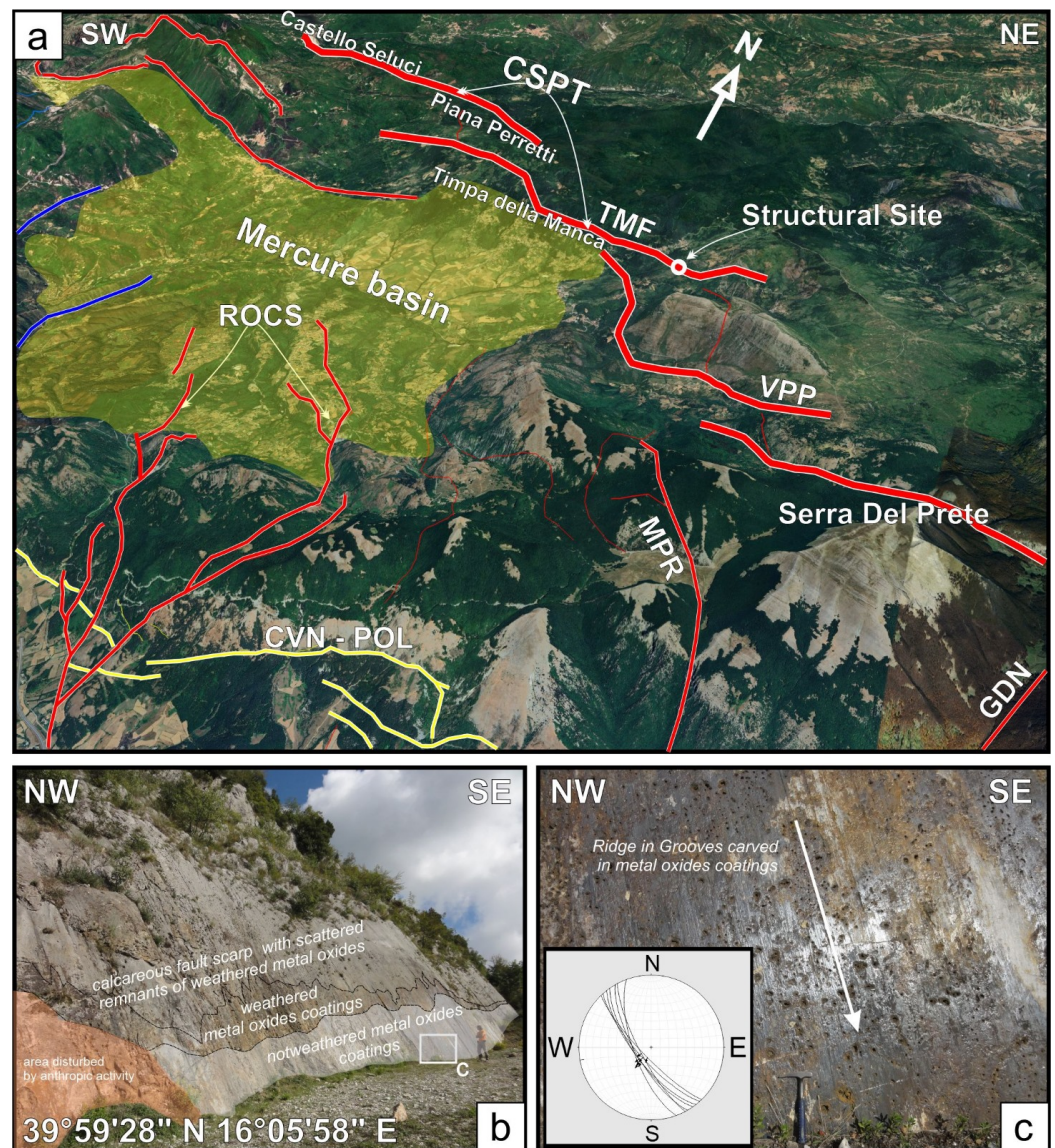 a
SW
NE
N
Castello Seluci
CSPT
Piana Perretti
Timpa della Manca
TMF
Structural Site
Mercure basin
ROCS
VPP
Serra Del Prete
MPR
CVN - POL
GDN
NW
SE
calcareous fault scarp with scattered
remnants of weathered metal oxides
weathered
metal oxides coatings
notweathered metal oxides
coatings
area disturbed
by anthropic activity
c
39°59'28" N 16°05'58" E
b
NW
SE
Ridge in Grooves carved
in metal oxides coatings
N
W
E
S
c